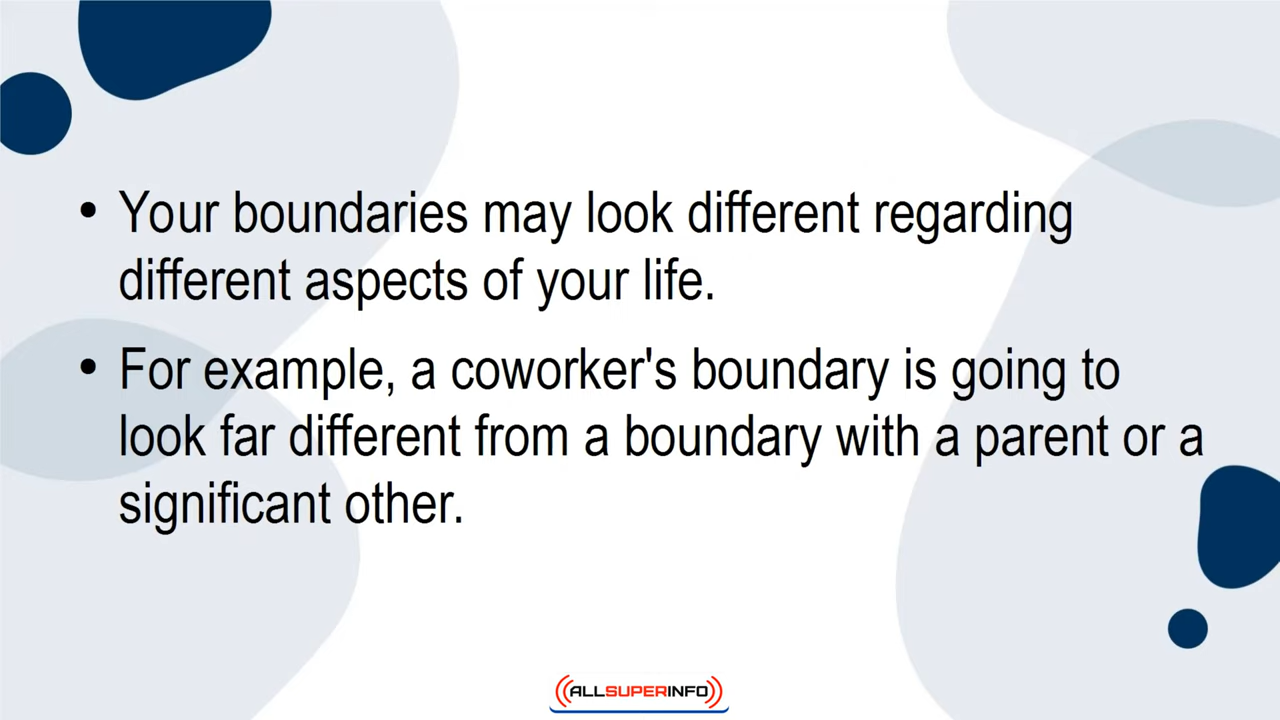 • Your boundaries may look different regarding
different aspects of your life.
• For example, a coworker's boundary is going to
look far different from a boundary with a parent or a
significant other.
ALLSUPERINFO